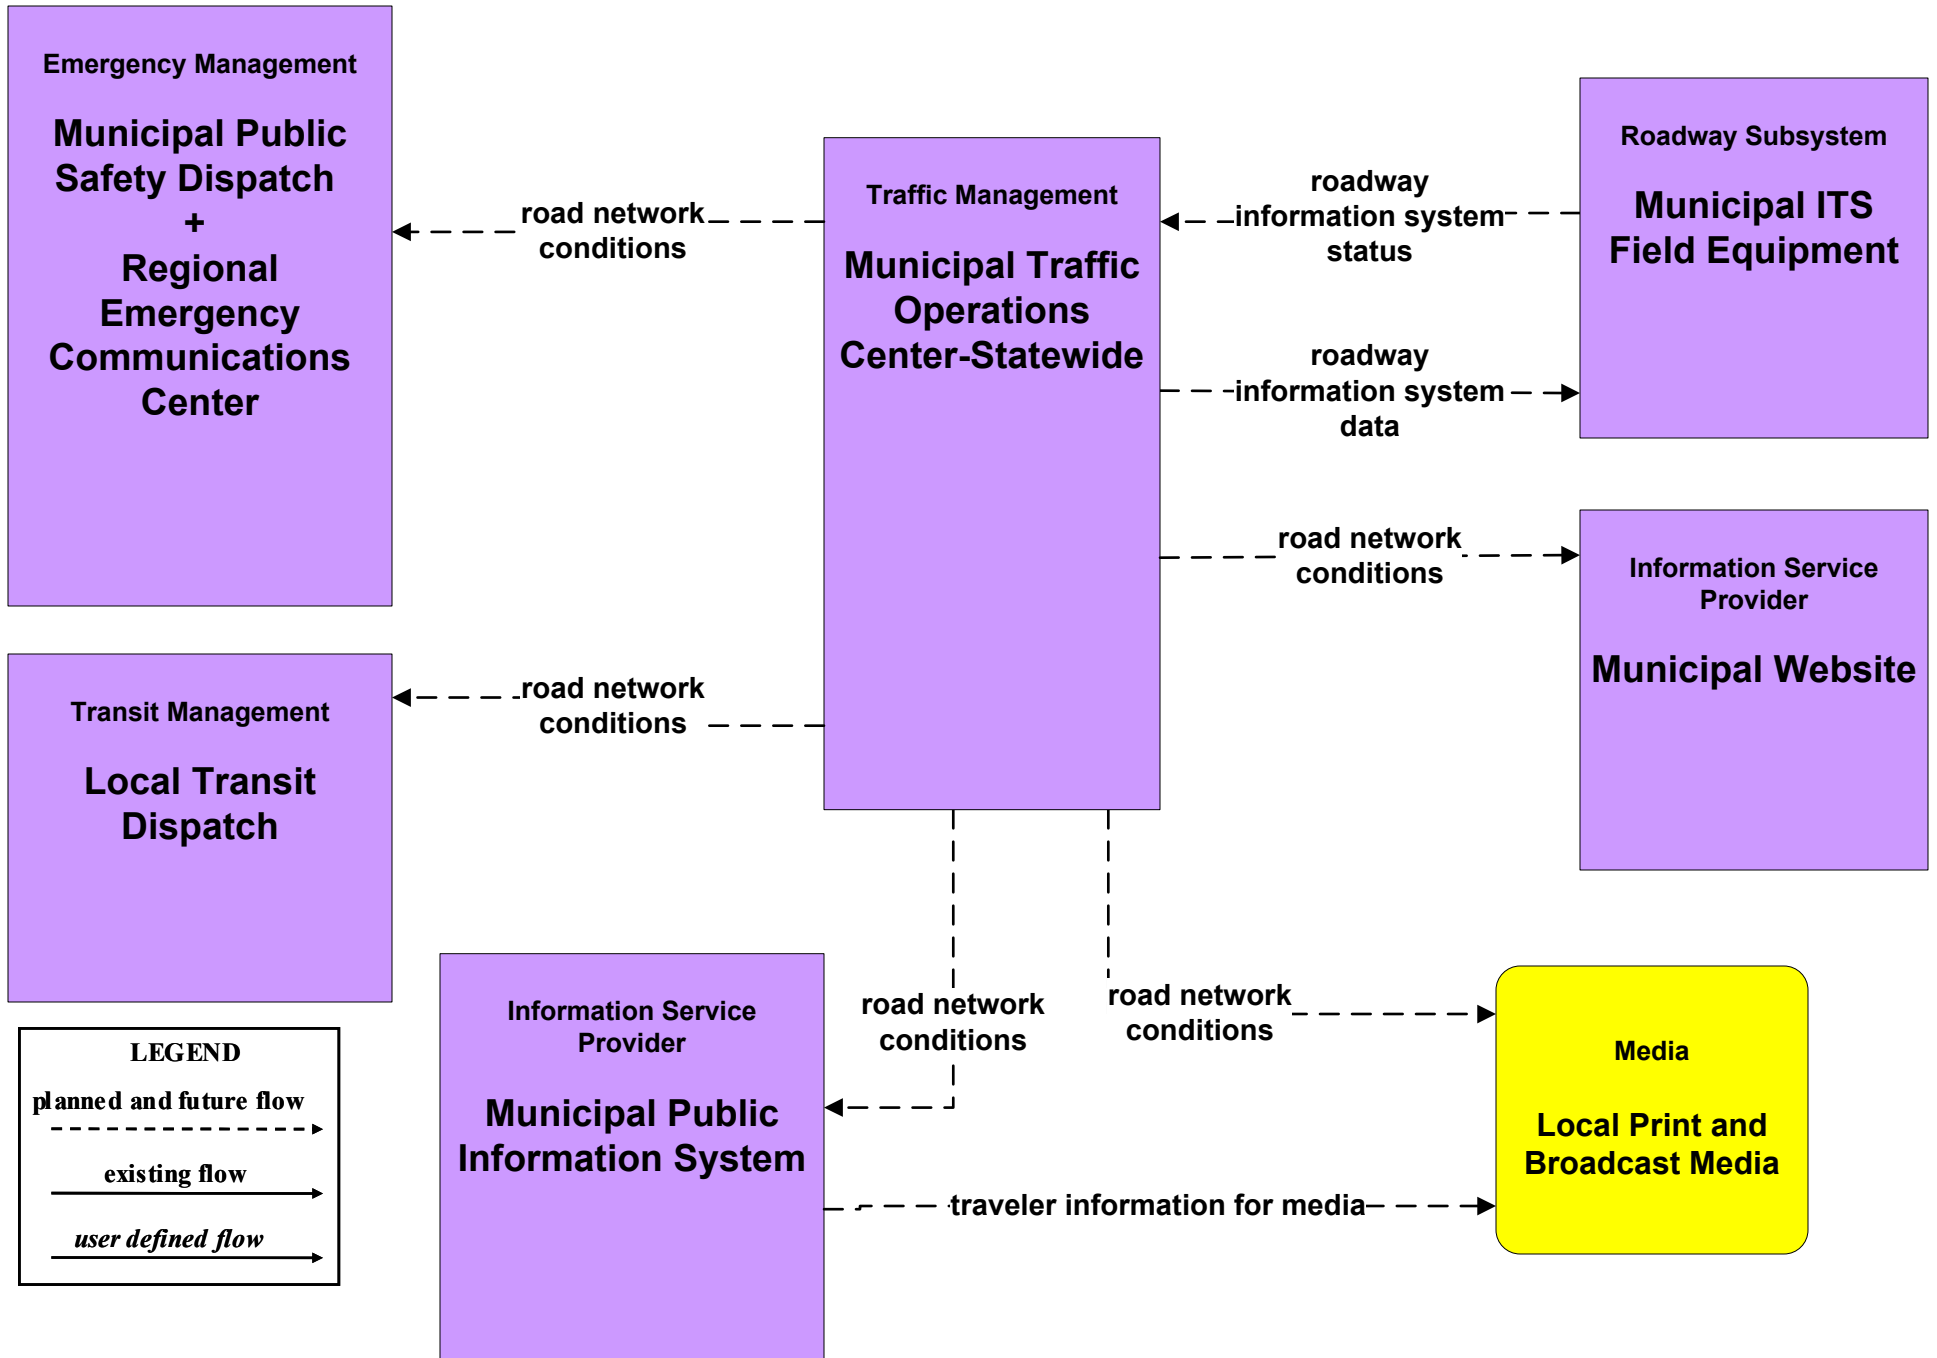 Emergency Management
Municipal Public
Safety Dispatch
+
Regional
Emergency
Communications
Center
road network
conditions
Traffic Management
Municipal Traffic
Operations
Center-Statewide
roadway
information system
status
roadway
information system
data
Roadway Subsystem
Municipal ITS
Field Equipment
road network
conditions
Information Service
Provider
Municipal Website
Transit Management
Local Transit
Dispatch
road network
conditions
LEGEND
planned and future flow
existing flow
user defined flow
Information Service
Provider
Municipal Public
Information System
road network
conditions
road network
conditions
Media
Local Print and
Broadcast Media
traveler information for media